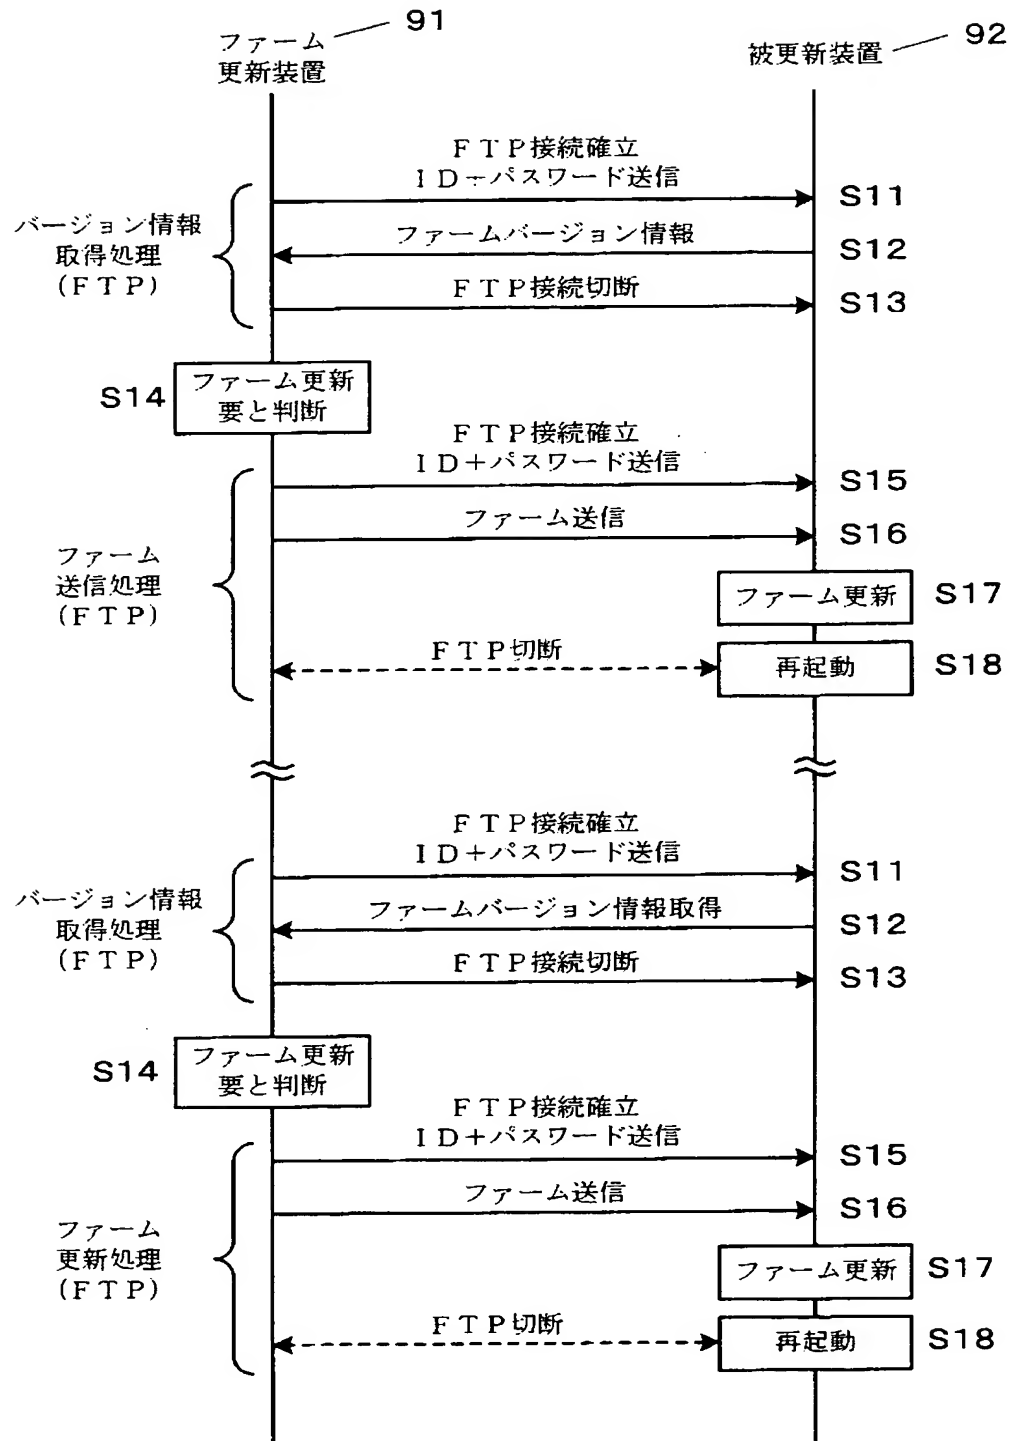 91
ファーム
更新装置
92
被更新装置
FTP接続確立
ID+パスワード送信
S11
バージョン情報
取得処理
(FTP)
ファームバージョン情報
S12
FTP接続切断
S13
S14
ファーム更新
要と判断
FTP接続確立
ID+パスワード送信
S15
ファーム送信
S16
ファーム
送信処理
(FTP)
ファーム更新
S17
FTP切断
再起動
S18
FTP接続確立
ID+パスワード送信
S11
バージョン情報
取得処理
(FTP)
ファームバージョン情報取得
S12
FTP接続切断
S13
S14
ファーム更新
要と判断
FTP接続確立
ID+パスワード送信
S15
ファーム送信
S16
ファーム
更新処理
(FTP)
ファーム更新
S17
FTP切断
再起動
S18